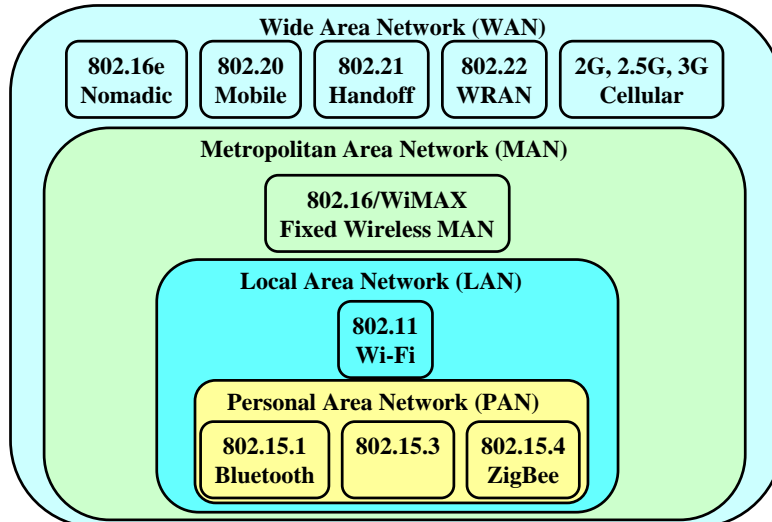 Wide Area Network (WAN)
802.16e
Nomadic
802.20
Mobile
802.21
Handoff
802.22
WRAN
2G, 2.5G, 3G
Cellular
Metropolitan Area Network (MAN)
802.16/WiMAX
Fixed Wireless MAN
Local Area Network (LAN)
802.11
Wi-Fi
Personal Area Network (PAN)
802.15.1
Bluetooth
802.15.3
802.15.4
ZigBee